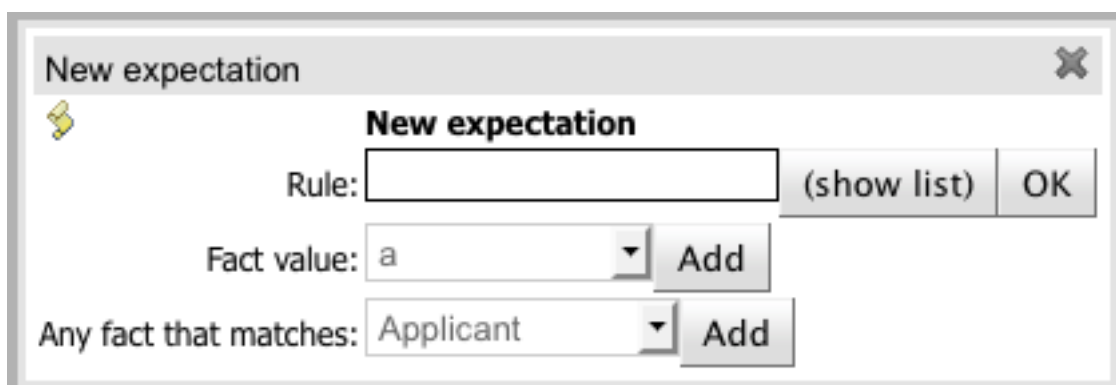 New expectation
New expectation
Rule: (show list) OK
Fact value: a Add
Any fact that matches: Applicant Add